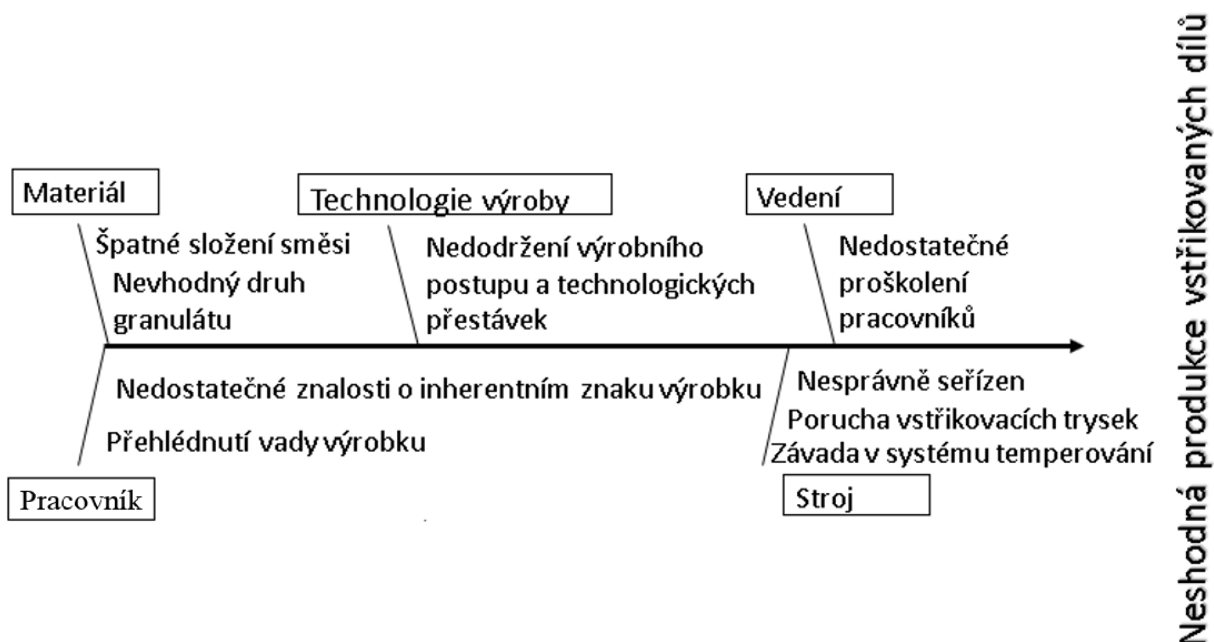 Materiál
Špatné složení směsi
Nevhodný druh
granulátu
Technologie výroby
Nedodržení výrobního
postupu a technologických
přestávek
Vedení
Nedostatečné
proškolení
pracovníků
Nedostatečné znalosti o inherentním znaku výrobku
Přehlédnutí vady výrobku
Pracovník
Nesprávně seřízen
Porucha vstřikovacích trysek
Závada v systému temperování
Stroj
Neshodná produkce vstřikovaných dílů